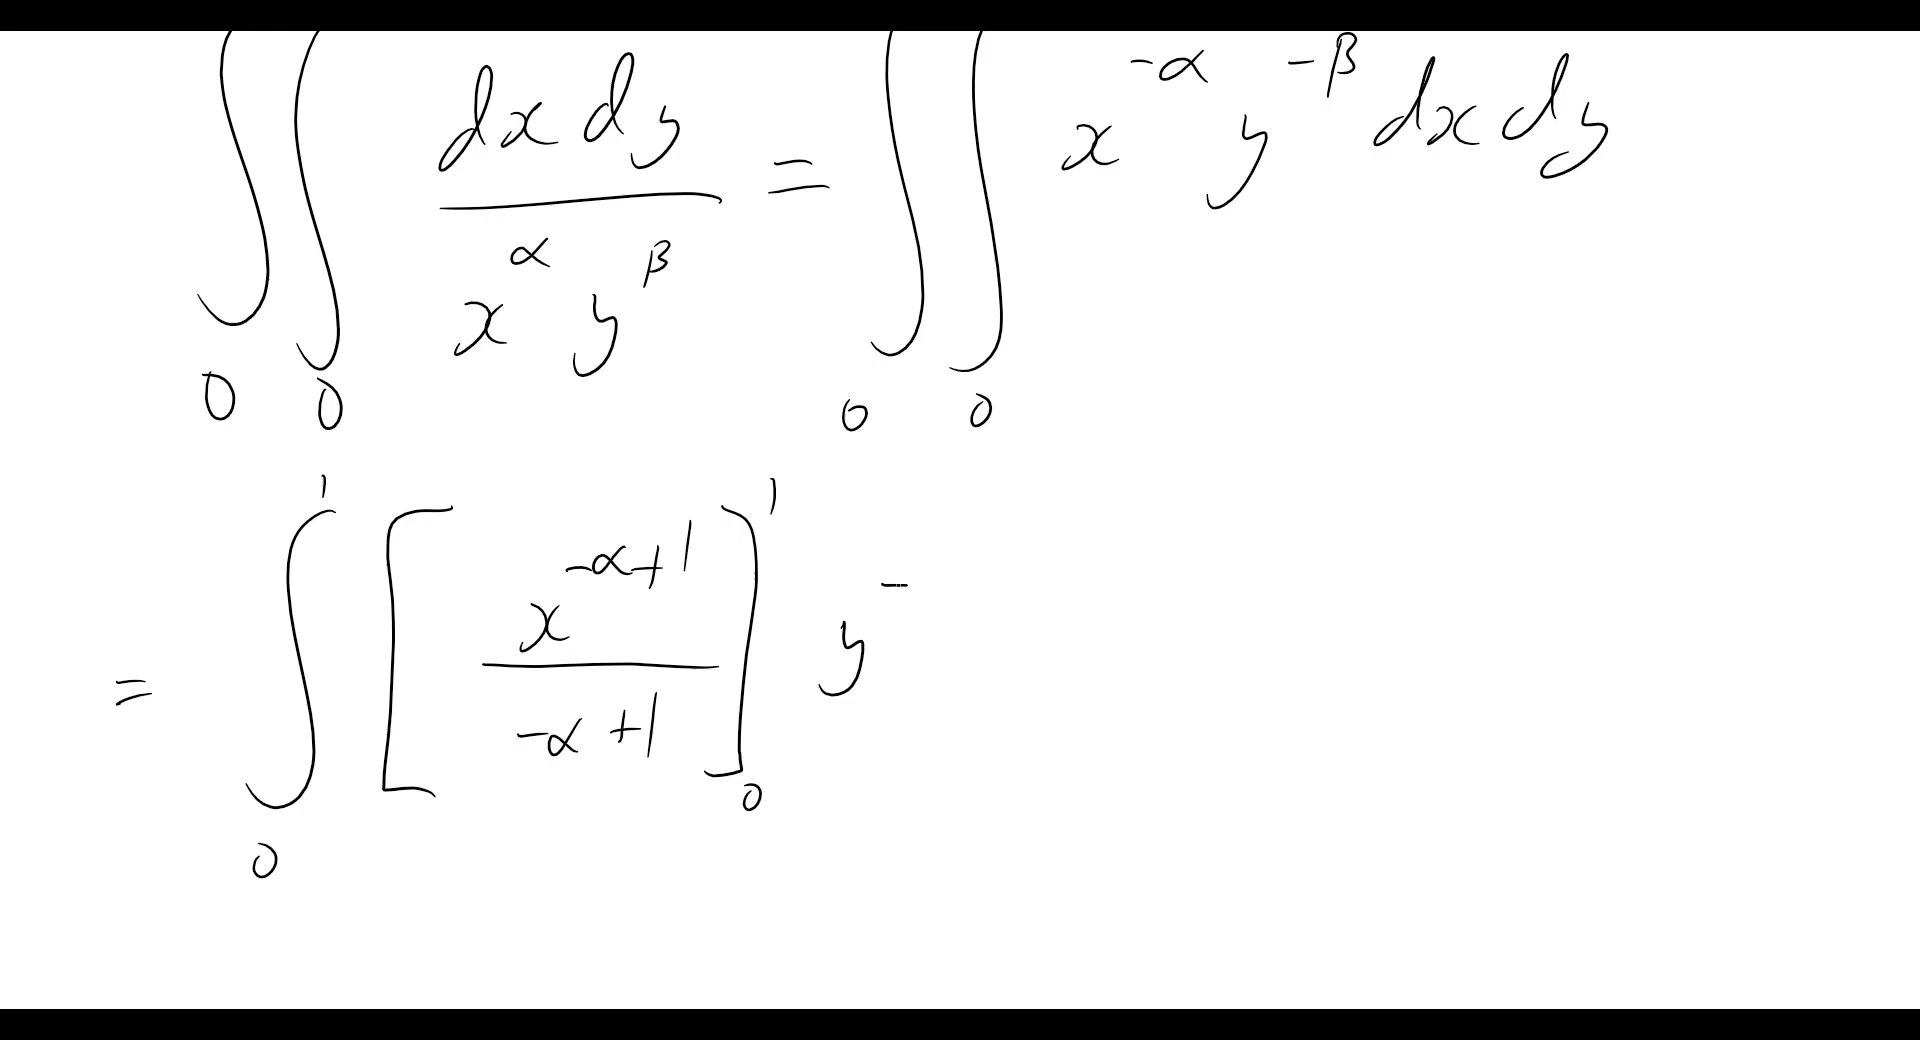 ∫₀∫₀ dx dy / x^α y^β = ∫₀∫₀ x^{-α} y^{-β} dx dy
= ∫₀¹ [ x^{-α+1} / -α+1 ]₀¹ y^-